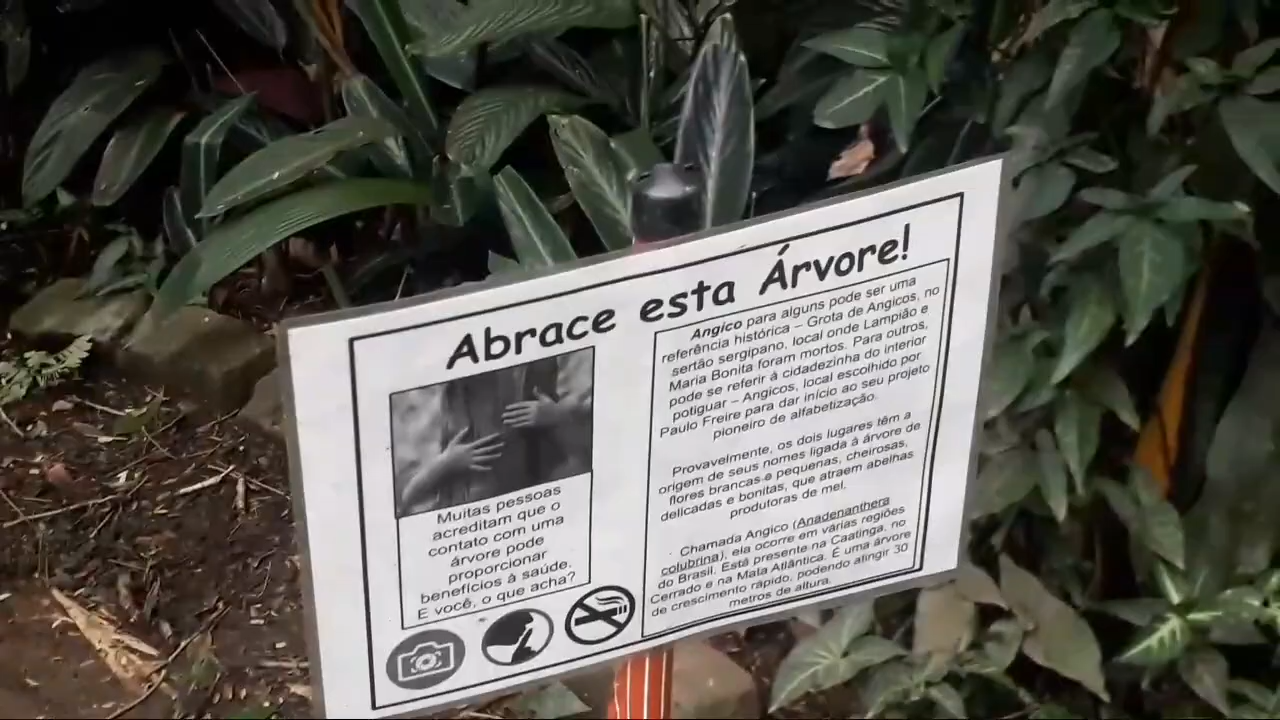 Abrace esta Árvore!
Muitas pessoas
acreditam que o
contato com uma
árvore pode
proporcionar
benefícios à saúde.
E você, o que acha?
Angico para alguns pode ser uma
referência histórica – Grota de Angicos, no
sertão sergipano, local onde Lampião e
Maria Bonita foram mortos. Para outros,
pode se referir à cidadezinha do interior
potiguar – Angicos, local escolhido por
Paulo Freire para dar início ao seu projeto
pioneiro de alfabetização.
Provavelmente, os dois lugares têm a
origem de seus nomes ligada à árvore de
flores brancas e pequenas, cheirosas,
delicadas e bonitas, que atraem abelhas
produtoras de mel.
Chamada Angico (Anadenanthera
colubrina), ela ocorre em várias regiões
do Brasil. Está presente na Caatinga, no
Cerrado e na Mata Atlântica. É uma árvore
de crescimento rápido, podendo atingir 30
metros de altura.